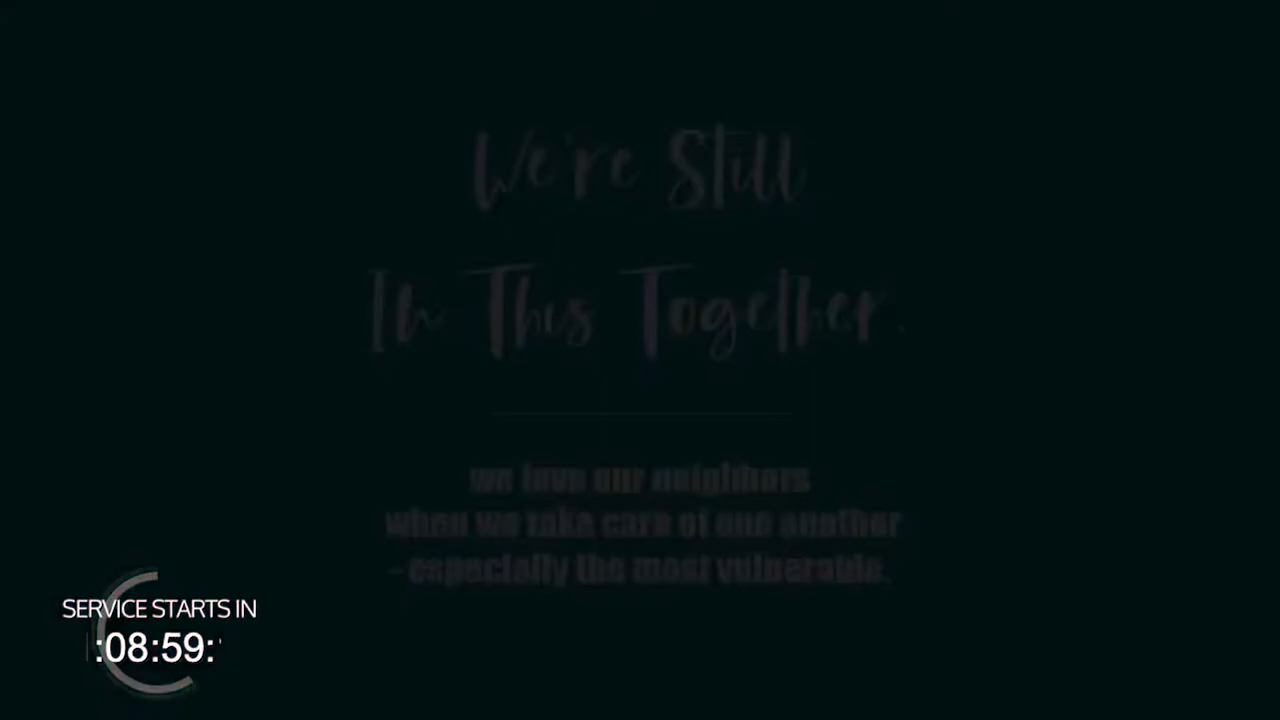 We're Still
In This Together.
we love our neighbors
when we take care of one another
- especially the most vulnerable.
SERVICE STARTS IN
:08:59: